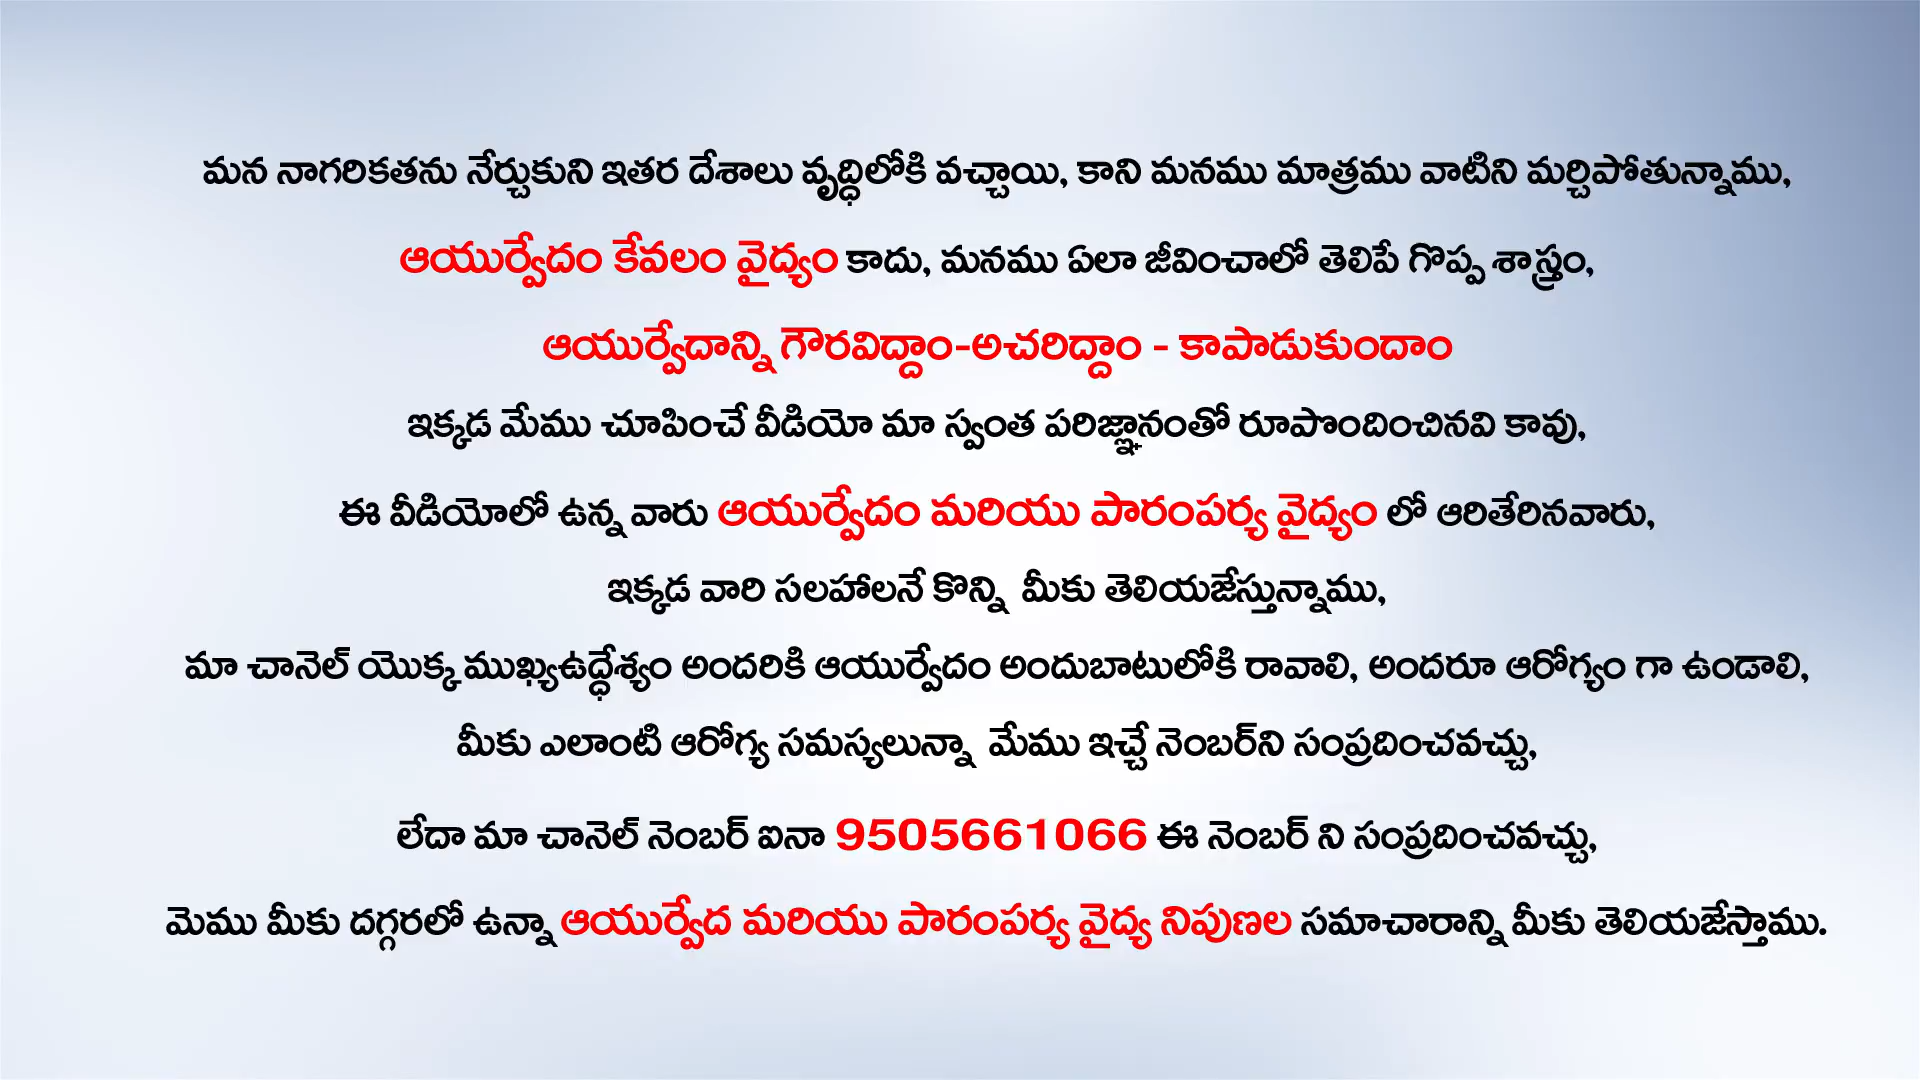 మన నాగరికతను నేర్చుకుని ఇతర దేశాలు వృద్ధిలోకి వచ్చాయి, కాని మనము మాత్రము వాటిని మర్చిపోతున్నాము,
ఆయుర్వేదం కేవలం వైద్యం కాదు, మనము ఏలా జీవించాలో తెలిపే గొప్ప శాస్త్రం,
ఆయుర్వేదాన్ని గౌరవిద్దాం-అచరిద్దాం - కాపాడుకుందాం
ఇక్కడ మేము చూపించే వీడియో మా స్వంత పరిజ్ఞానంతో రూపొందించినవి కావు,
ఈ వీడియోలో ఉన్న వారు ఆయుర్వేదం మరియు పారంపర్య వైద్యం లో ఆరితేరినవారు,
ఇక్కడ వారి సలహాలనే కొన్ని మీకు తెలియజేస్తున్నాము,
మా చానెల్ యొక్క ముఖ్యఉద్ధేశ్యం అందరికి ఆయుర్వేదం అందుబాటులోకి రావాలి, అందరూ ఆరోగ్యం గా ఉండాలి,
మీకు ఎలాంటి ఆరోగ్య సమస్యలున్నా మేము ఇచ్చే నెంబర్‌ని సంప్రదించవచ్చు,
లేదా మా చానెల్ నెంబర్ ఐనా 9505661066 ఈ నెంబర్ ని సంప్రదించవచ్చు,
మెము మీకు దగ్గరలో ఉన్నా ఆయుర్వేద మరియు పారంపర్య వైద్య నిపుణల సమాచారాన్ని మీకు తెలియజేస్తాము.